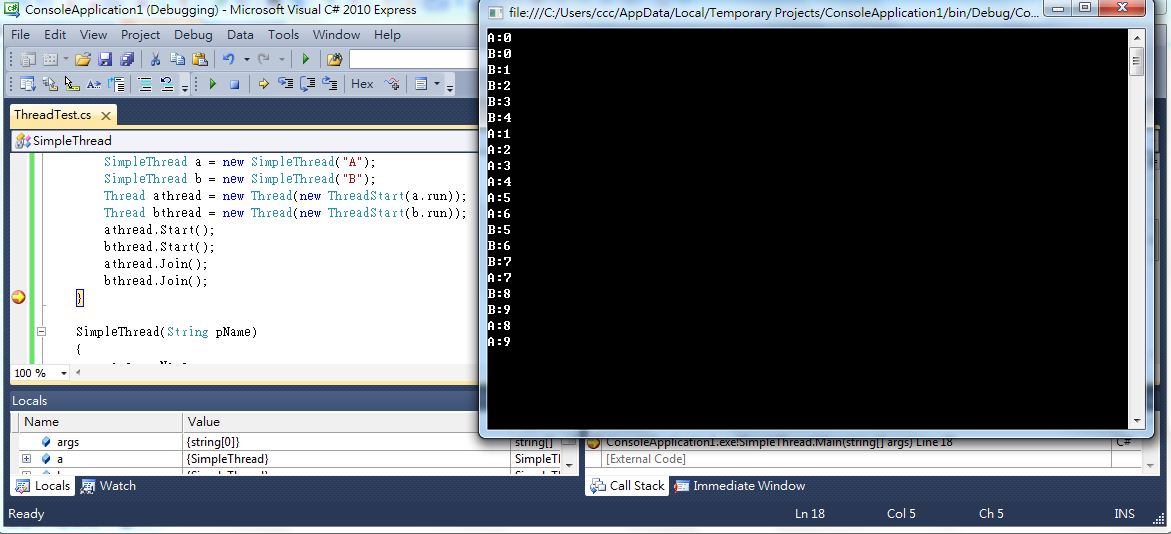 ConsoleApplication1 (Debugging) - Microsoft Visual C# 2010 Express
File Edit View Project Debug Data Tools Window Help
Hex
ThreadTest.cs
SimpleThread
SimpleThread a = new SimpleThread("A");
SimpleThread b = new SimpleThread("B");
Thread athread = new Thread(new ThreadStart(a.run));
Thread bthread = new Thread(new ThreadStart(b.run));
athread.Start();
bthread.Start();
athread.Join();
bthread.Join();
}
SimpleThread(String pName)
{
100 %
file:///C:/Users/ccc/AppData/Local/Temporary Projects/ConsoleApplication1/bin/Debug/Co...
A:0
B:0
B:1
B:2
B:3
B:4
A:1
A:2
A:3
A:4
A:5
A:6
B:5
B:6
B:7
A:7
B:8
B:9
A:8
A:9
Locals
Name Value
args {string[0]} string[]
a {SimpleThread} SimpleTl
ConsoleApplication1.exe!SimpleThread.Main(string[] args) Line 18 C#
[External Code]
Locals Watch
Call Stack Immediate Window
Ready Ln 18 Col 5 Ch 5 INS